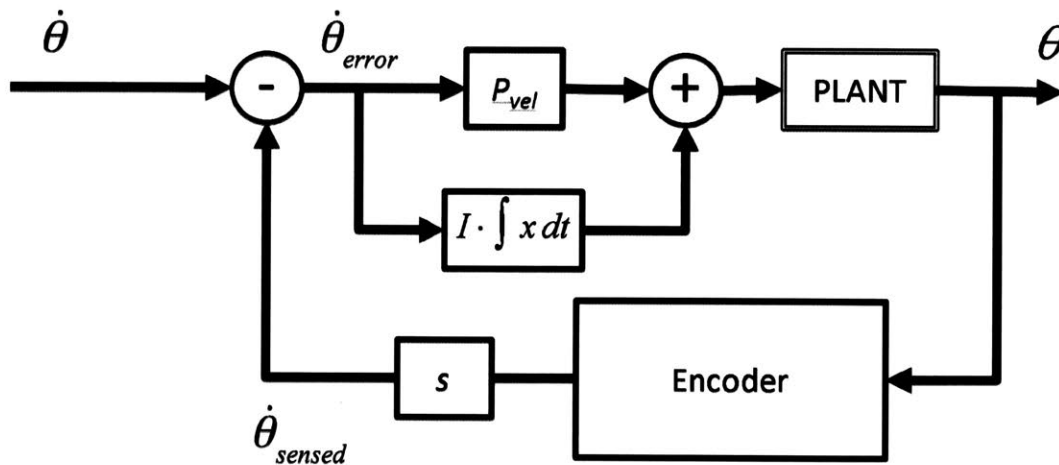 θ̇
θ̇error
θ
-
Pvel
+
PLANT
I · ∫ x dt
s
Encoder
θ̇sensed